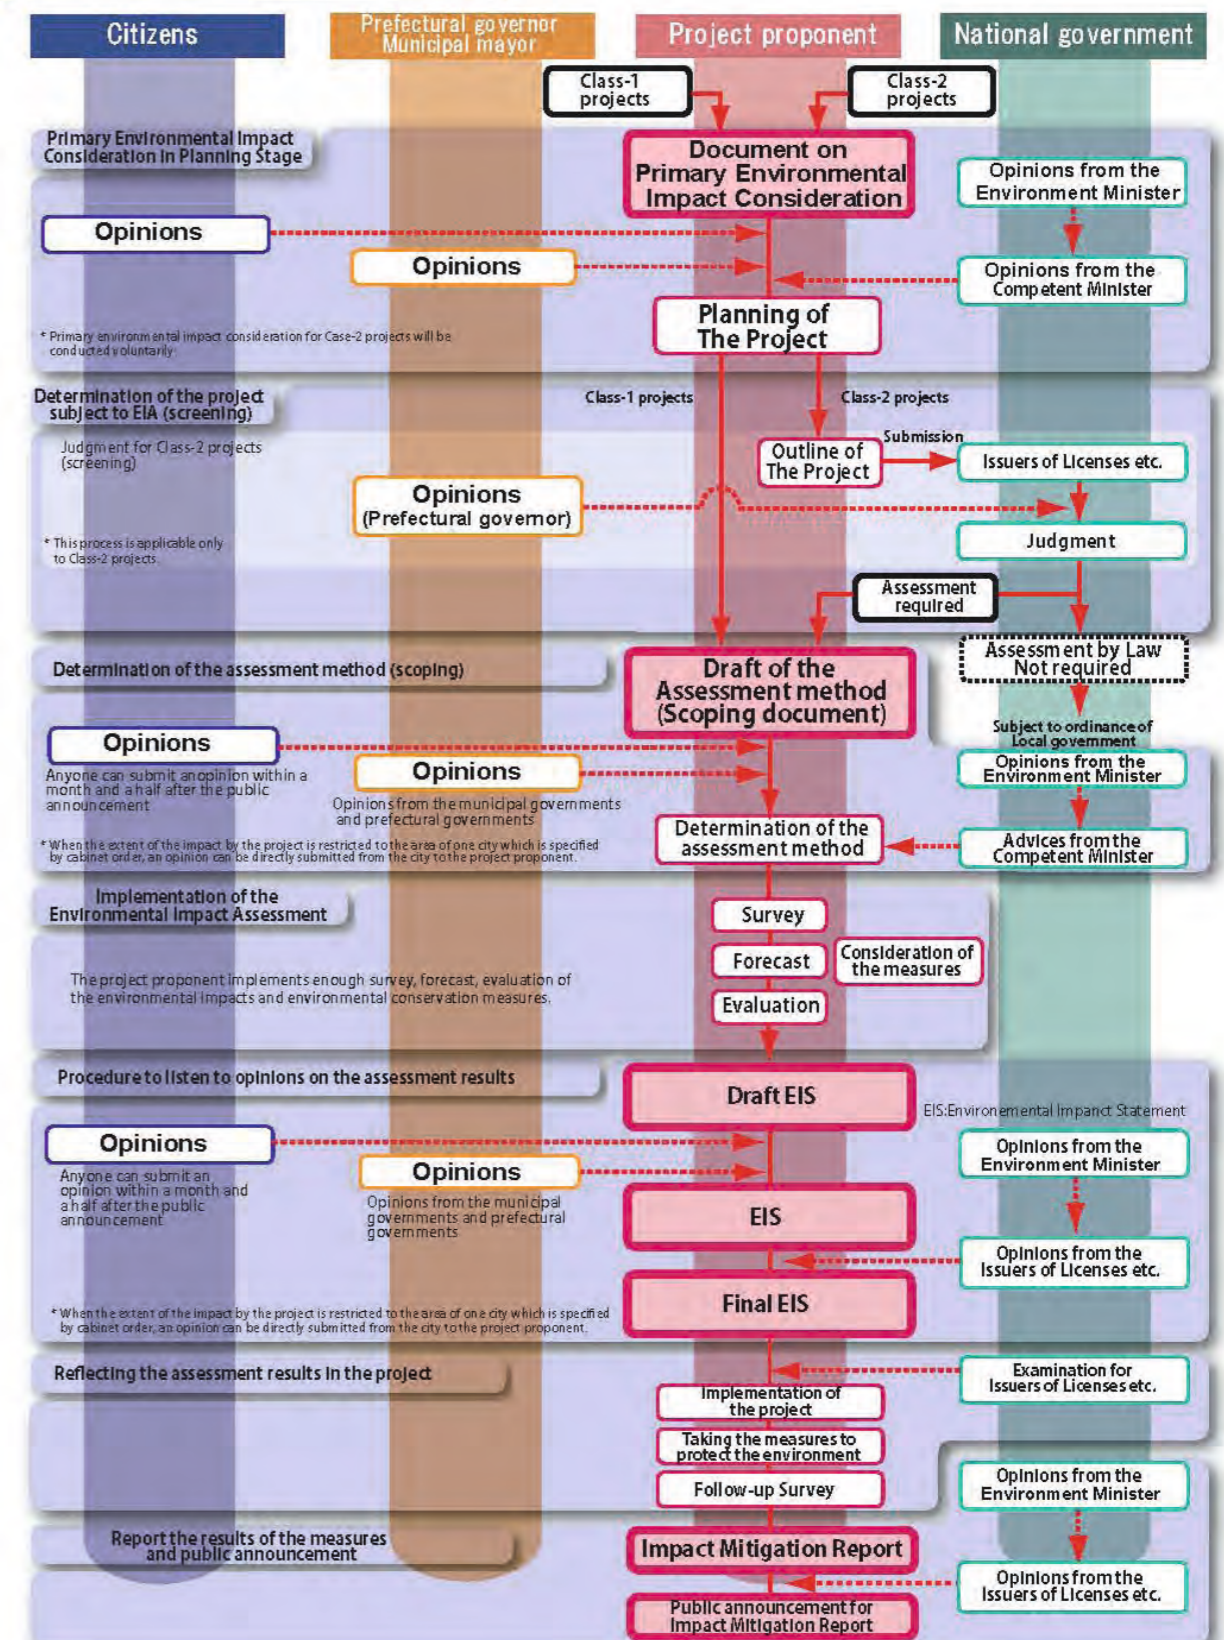 Citizens
Prefectural governor
Municipal mayor
Project proponent
National government
Class-1
projects
Class-2
projects
Primary Environmental Impact
Consideration in Planning Stage
Document on
Primary Environmental
Impact Consideration
Opinions from the
Environment Minister
Opinions
Opinions
Opinions from the
Competent Minister
Planning of
The Project
* Primary environmental impact consideration for Case-2 projects will be
conducted voluntarily
Determination of the project
subject to EIA (screening)
Class-1 projects
Class-2 projects
Judgment for Class-2 projects
(screening)
Outline of
The Project
Submission
Issuers of Licenses etc.
Opinions
(Prefectural governor)
Judgment
* This process is applicable only
to Class-2 projects
Assessment
required
Determination of the assessment method (scoping)
Draft of the
Assessment method
(Scoping document)
Assessment by Law
Not required
Subject to ordinance of
Local government
Opinions
Anyone can submit an opinion within a
month and a half after the public
announcement
Opinions
Opinions from the municipal governments
and prefectural governments
Opinions from the
Environment Minister
* When the extent of the impact by the project is restricted to the area of one city which is specified
by cabinet order, an opinion can be directly submitted from the city to the project proponent.
Determination of the
assessment method
Advices from the
Competent Minister
Implementation of the
Environmental Impact Assessment
Survey
Forecast
Consideration of
the measures
Evaluation
The project proponent implements enough survey, forecast, evaluation of
the environmental impacts and environmental conservation measures.
Procedure to listen to opinions on the assessment results
Draft EIS
EIS:Environemental Impanct Statement
Opinions
Anyone can submit an
opinion within a month and
a half after the public
announcement
Opinions
Opinions from the municipal
governments and prefectural
governments
Opinions from the
Environment Minister
EIS
Opinions from the
Issuers of Licenses etc.
Final EIS
* When the extent of the impact by the project is restricted to the area of one city which is specified
by cabinet order, an opinion can be directly submitted from the city to the project proponent.
Reflecting the assessment results in the project
Examination for
Issuers of Licenses etc.
Implementation of
the project
Taking the measures to
protect the environment
Follow-up Survey
Opinions from the
Environment Minister
Report the results of the measures
and public announcement
Impact Mitigation Report
Opinions from the
Issuers of Licenses etc.
Public announcement for
Impact Mitigation Report